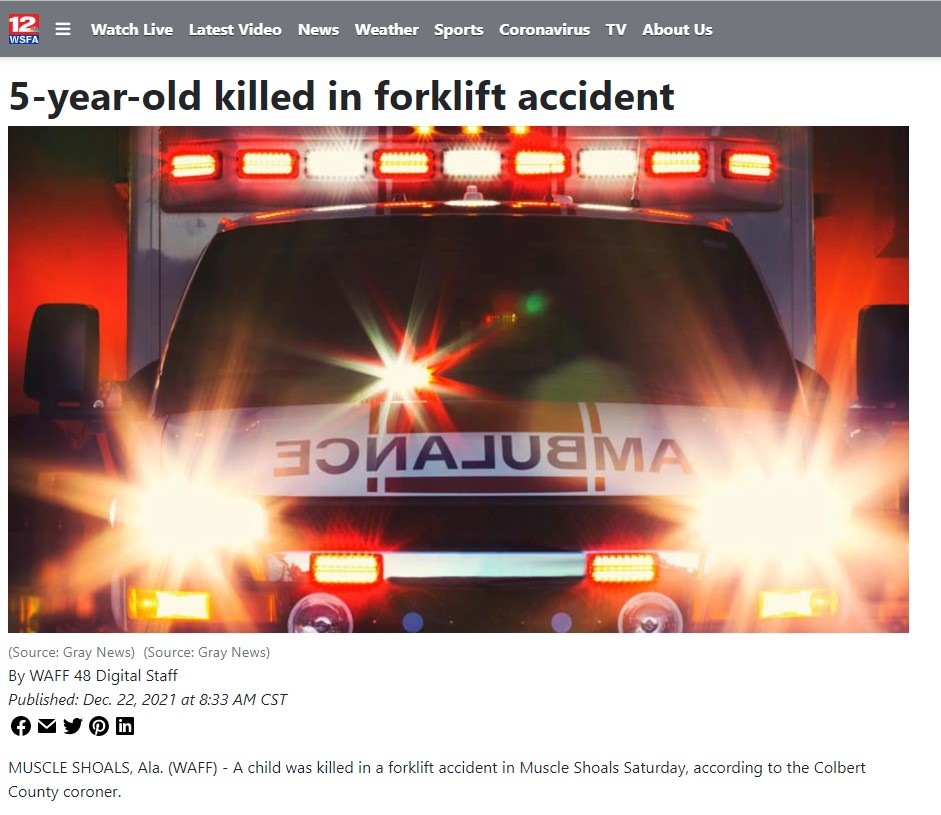 12
WSFA
Watch Live Latest Video News Weather Sports Coronavirus TV About Us
5-year-old killed in forklift accident
AMBULANCE
(Source: Gray News) (Source: Gray News)
By WAFF 48 Digital Staff
Published: Dec. 22, 2021 at 8:33 AM CST
MUSCLE SHOALS, Ala. (WAFF) - A child was killed in a forklift accident in Muscle Shoals Saturday, according to the Colbert
County coroner.